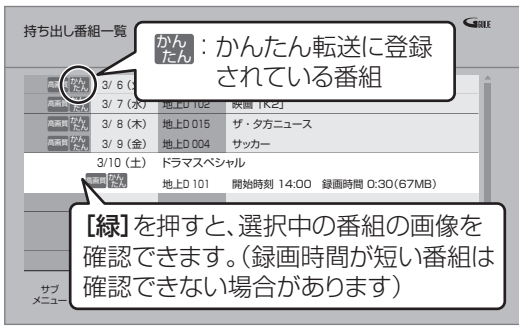 持ち出し番組一覧
GUIDE
かんたん：かんたん転送に登録
されている番組
高画質 かんたん 3/ 6 (
高画質 かんたん 3/ 7 (水) 地上D 102 映画「K2」
高画質 かんたん 3/ 8 (木) 地上D 015 ザ・夕方ニュース
高画質 かんたん 3/ 9 (金) 地上D 004 サッカー
3/10 (土) ドラマスペシャル
高画質 かんたん 地上D 101 開始時刻 14:00 録画時間 0:30(67MB)
[緑]を押すと、選択中の番組の画像を
確認できます。(録画時間が短い番組は
確認できない場合があります)
サブ
メニュー